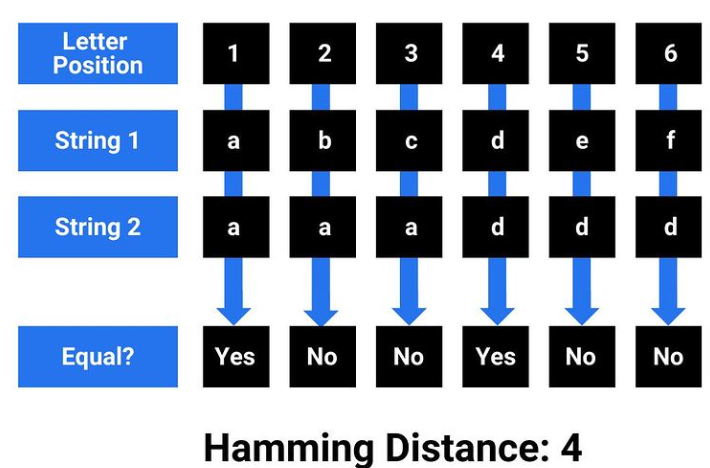 Letter
Position 1 2 3 4 5 6
String 1 a b c d e f
String 2 a a a d d d
Equal? Yes No No Yes No No
Hamming Distance: 4